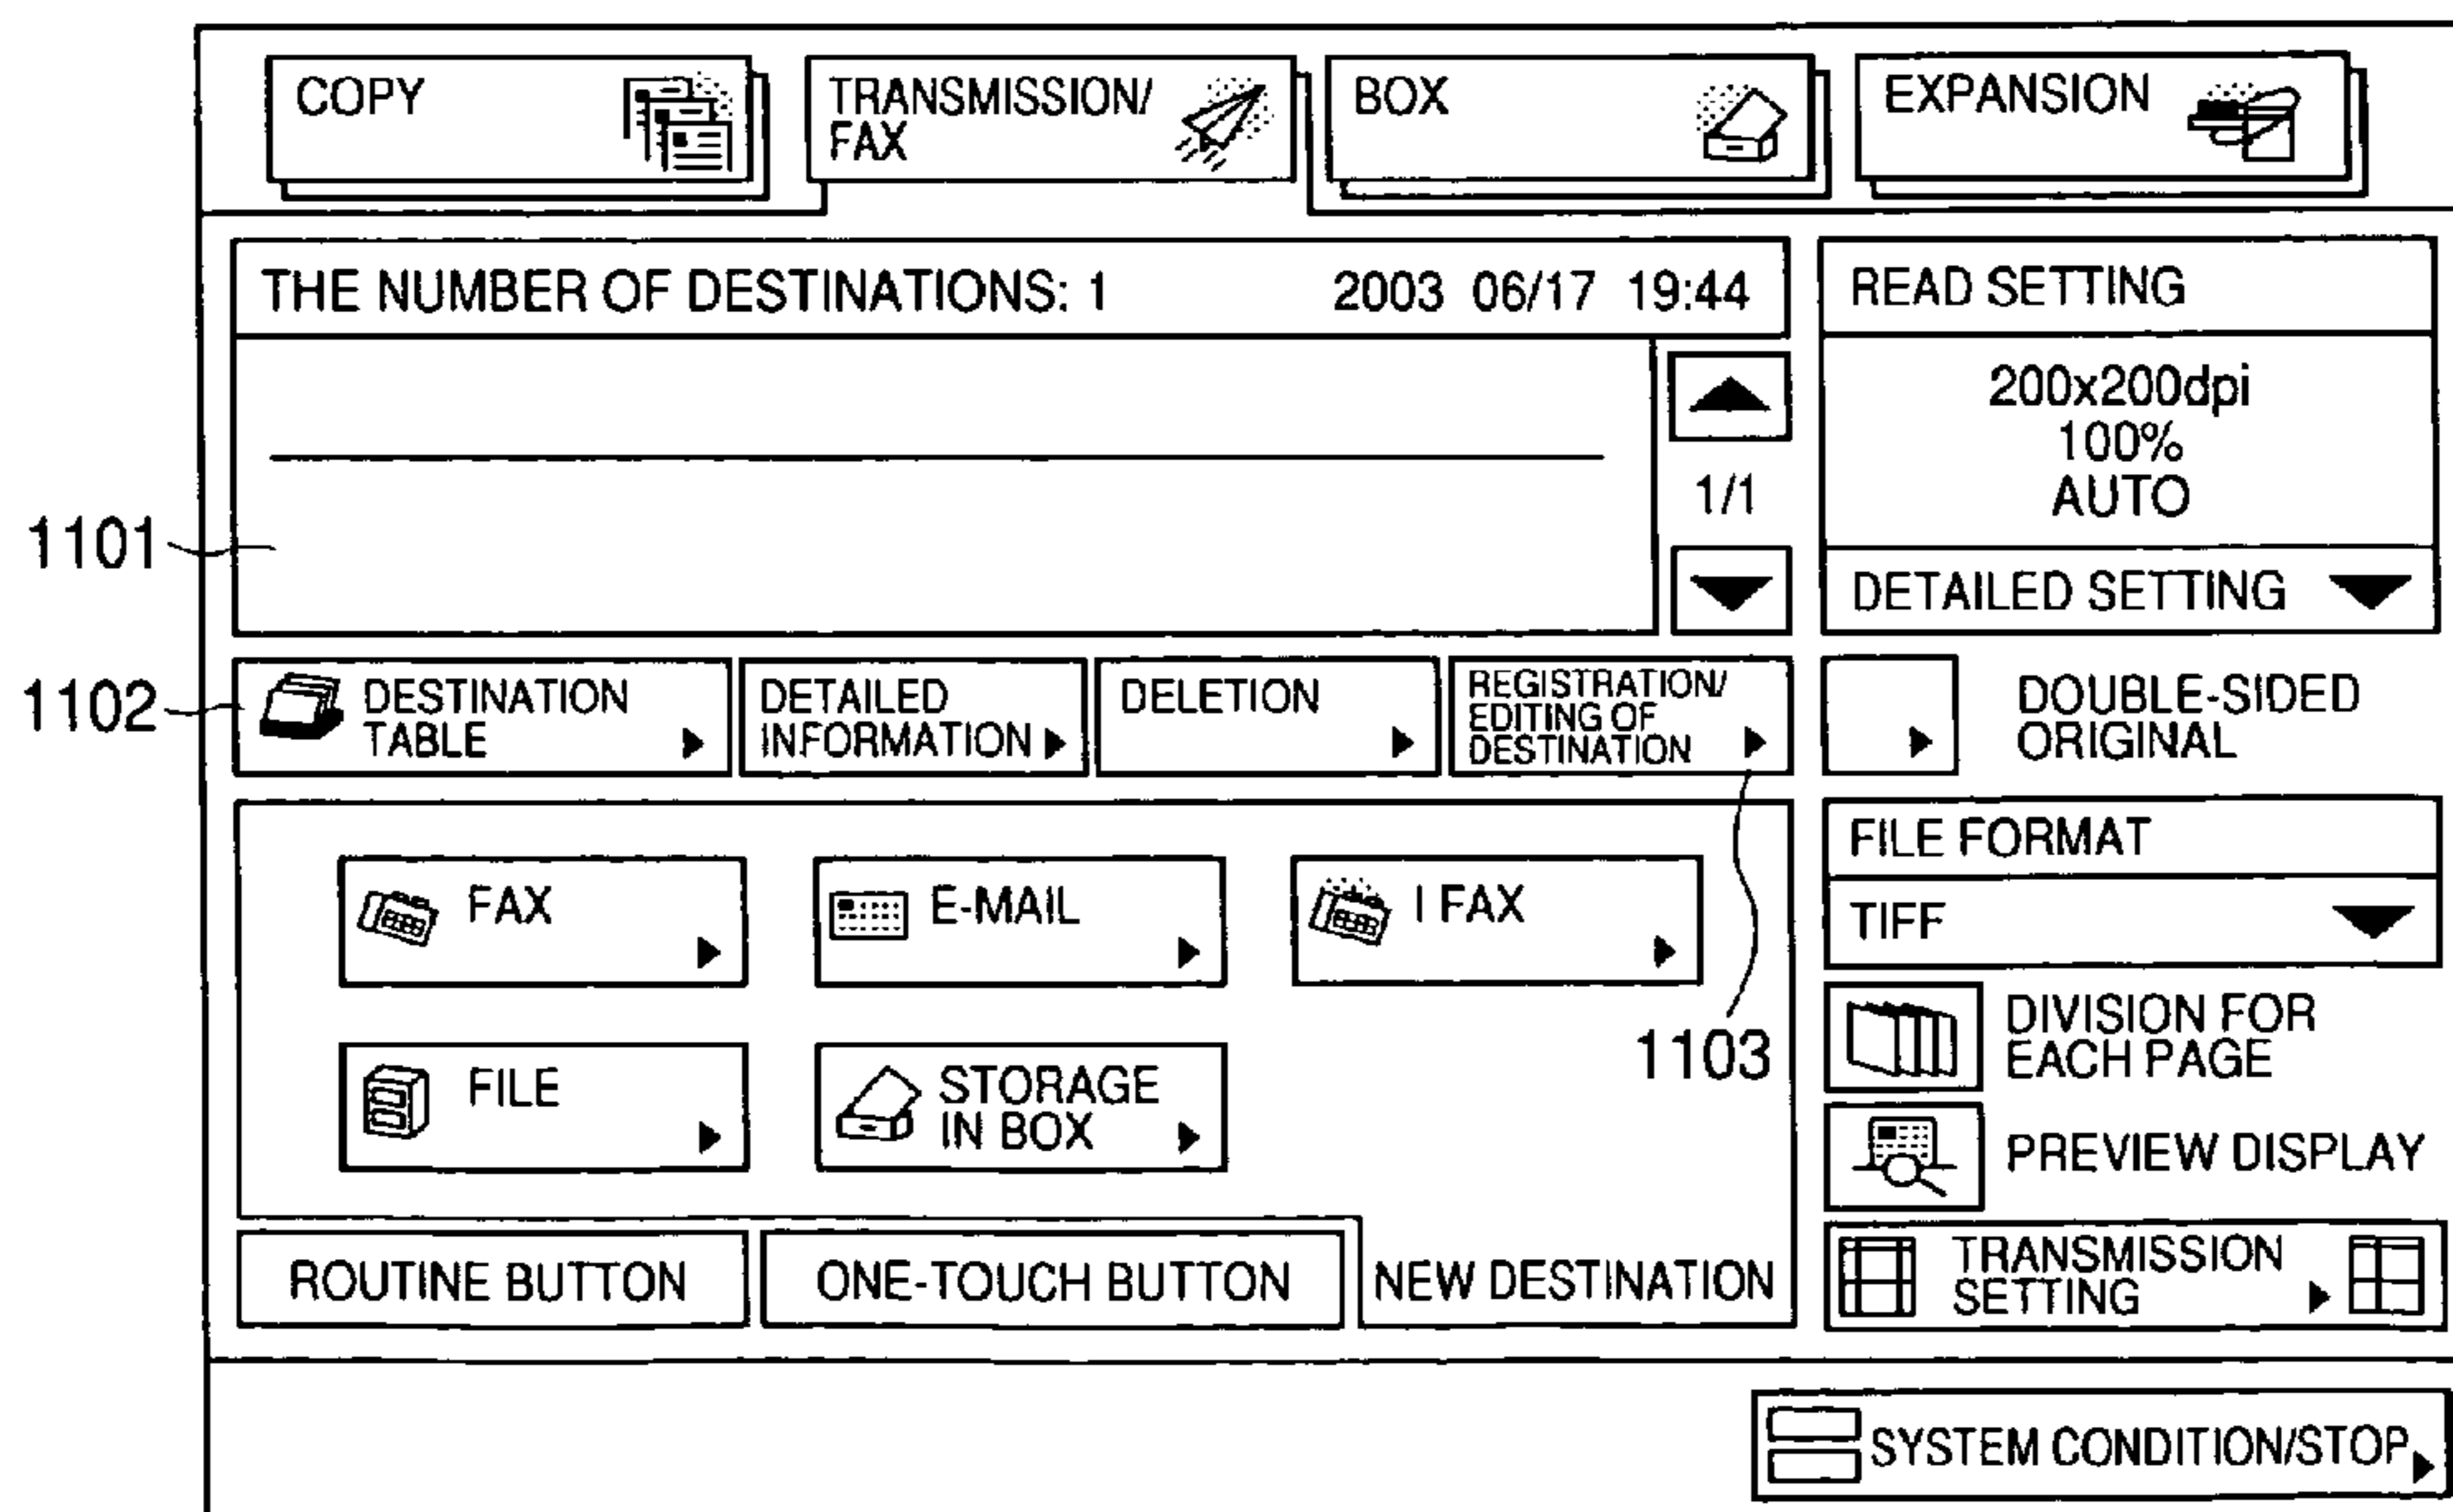 COPY
TRANSMISSION/
FAX
BOX
EXPANSION
THE NUMBER OF DESTINATIONS: 1 2003 06/17 19:44
READ SETTING
200x200dpi
100%
AUTO
1/1
DETAILED SETTING
1101
1102
DESTINATION
TABLE
DETAILED
INFORMATION
DELETION
REGISTRATION/
EDITING OF
DESTINATION
DOUBLE-SIDED
ORIGINAL
FAX
E-MAIL
I FAX
FILE
STORAGE
IN BOX
1103
FILE FORMAT
TIFF
DIVISION FOR
EACH PAGE
PREVIEW DISPLAY
ROUTINE BUTTON
ONE-TOUCH BUTTON
NEW DESTINATION
TRANSMISSION
SETTING
SYSTEM CONDITION/STOP